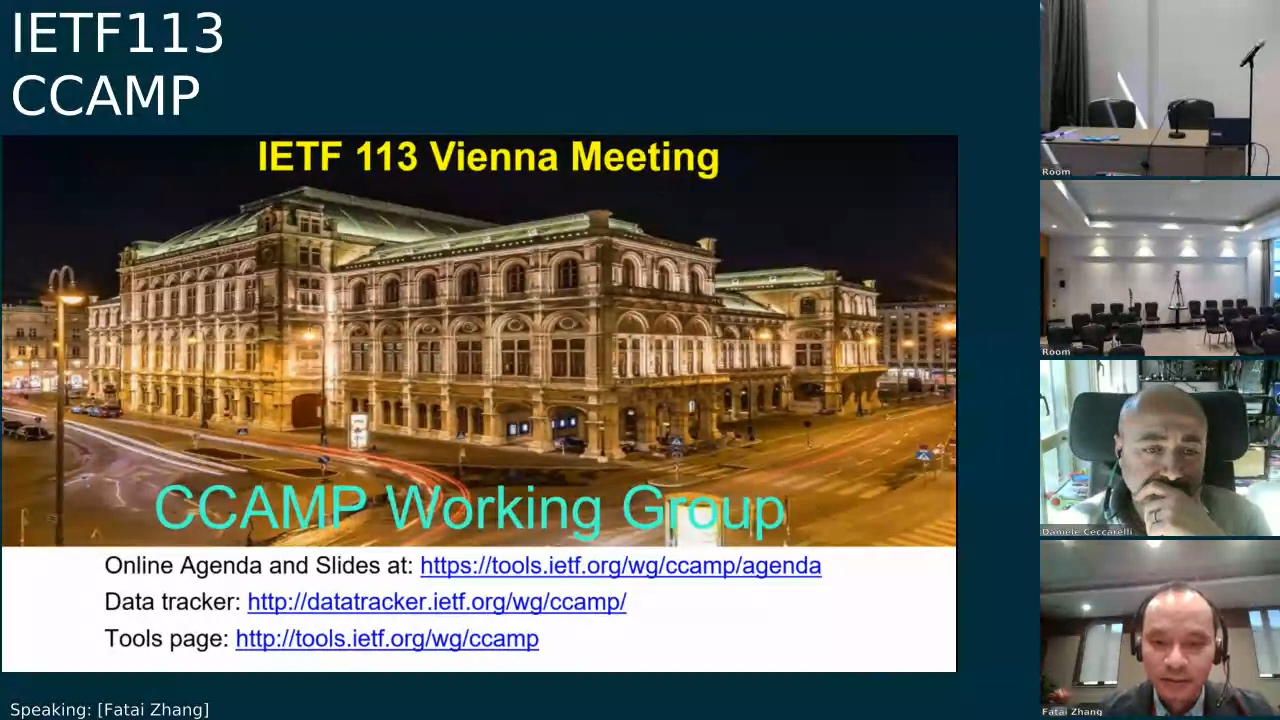 IETF113
CCAMP
IETF 113 Vienna Meeting
CCAMP Working Group
Online Agenda and Slides at: https://tools.ietf.org/wg/ccamp/agenda
Data tracker: http://datatracker.ietf.org/wg/ccamp/
Tools page: http://tools.ietf.org/wg/ccamp
Speaking: [Fatai Zhang]
Room
Room
Daniele Ceccarelli
Fatai Zhang